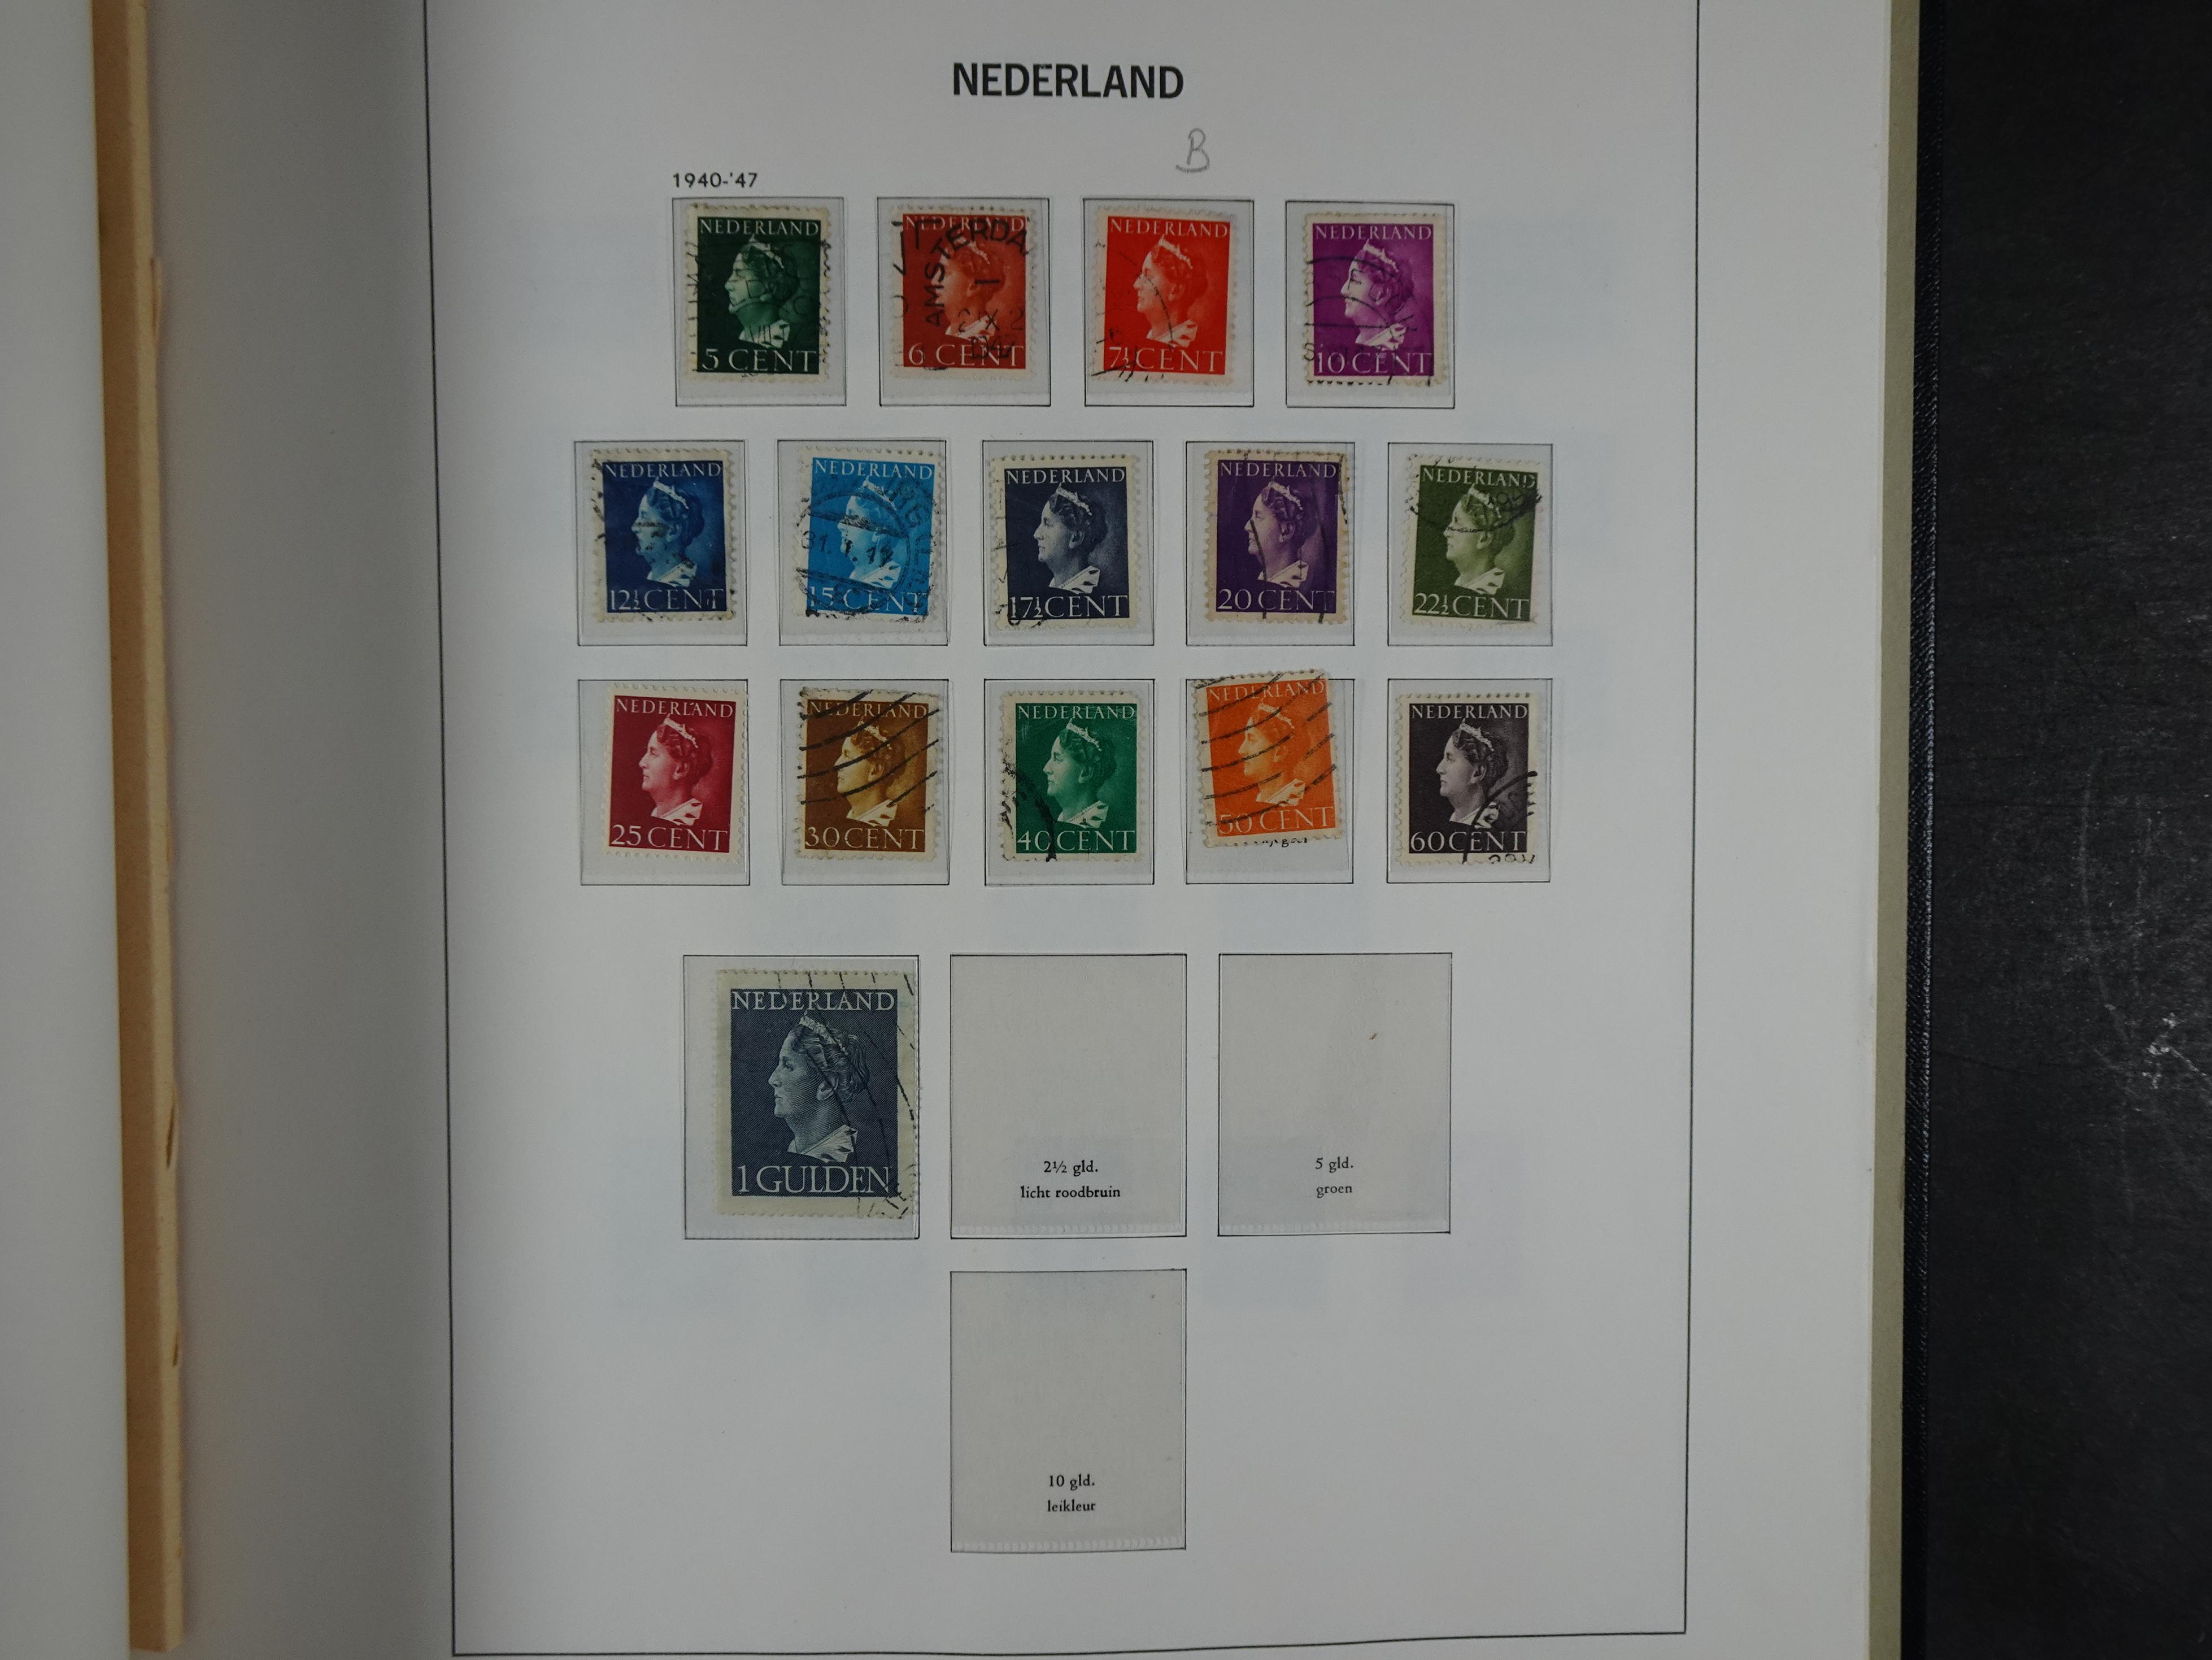 NEDERLAND
B
1940-'47
NEDERLAND
5 CENT
NEDERLAND
AMSTERDA
6 CENT
NEDERLAND
7½ CENT
NEDERLAND
10 CENT
NEDERLAND
12½ CENT
NEDERLAND
31.1.
15 CENT
NEDERLAND
17½ CENT
NEDERLAND
20 CENT
NEDERLAND
22½ CENT
NEDERLAND
25 CENT
NEDERLAND
30 CENT
NEDERLAND
40 CENT
NEDERLAND
50 CENT
NEDERLAND
60 CENT
NEDERLAND
1 GULDEN
2½ gld.
licht roodbruin
5 gld.
groen
10 gld.
leikleur